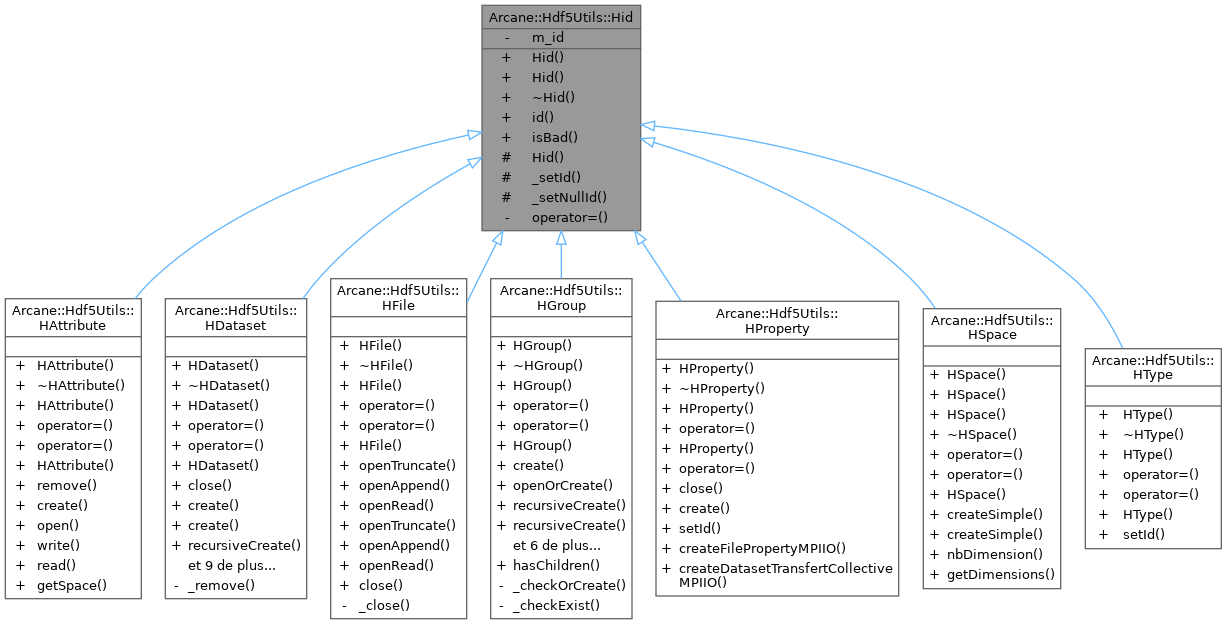 Arcane::Hdf5Utils::Hid
- m_id
+ Hid()
+ Hid()
+ ~Hid()
+ id()
+ isBad()
# Hid()
# _setId()
# _setNullId()
- operator=()
Arcane::Hdf5Utils::
HAttribute
+ HAttribute()
+ ~HAttribute()
+ HAttribute()
+ operator=()
+ operator=()
+ HAttribute()
+ remove()
+ create()
+ open()
+ write()
+ read()
+ getSpace()
Arcane::Hdf5Utils::
HDataset
+ HDataset()
+ ~HDataset()
+ HDataset()
+ operator=()
+ operator=()
+ HDataset()
+ close()
+ create()
+ create()
+ recursiveCreate()
et 9 de plus...
- _remove()
Arcane::Hdf5Utils::
HFile
+ HFile()
+ ~HFile()
+ HFile()
+ operator=()
+ operator=()
+ HFile()
+ openTruncate()
+ openAppend()
+ openRead()
+ openTruncate()
+ openAppend()
+ openRead()
+ close()
- _close()
Arcane::Hdf5Utils::
HGroup
+ HGroup()
+ ~HGroup()
+ HGroup()
+ operator=()
+ operator=()
+ HGroup()
+ create()
+ openOrCreate()
+ recursiveCreate()
+ recursiveCreate()
et 6 de plus...
+ hasChildren()
- _checkOrCreate()
- _checkExist()
Arcane::Hdf5Utils::
HProperty
+ HProperty()
+ ~HProperty()
+ HProperty()
+ operator=()
+ HProperty()
+ operator=()
+ close()
+ create()
+ setId()
+ createFilePropertyMPIIO()
+ createDatasetTransfertCollective
MPIIO()
Arcane::Hdf5Utils::
HSpace
+ HSpace()
+ HSpace()
+ HSpace()
+ ~HSpace()
+ operator=()
+ operator=()
+ HSpace()
+ createSimple()
+ createSimple()
+ nbDimension()
+ getDimensions()
Arcane::Hdf5Utils::
HType
+ HType()
+ ~HType()
+ HType()
+ operator=()
+ operator=()
+ HType()
+ setId()